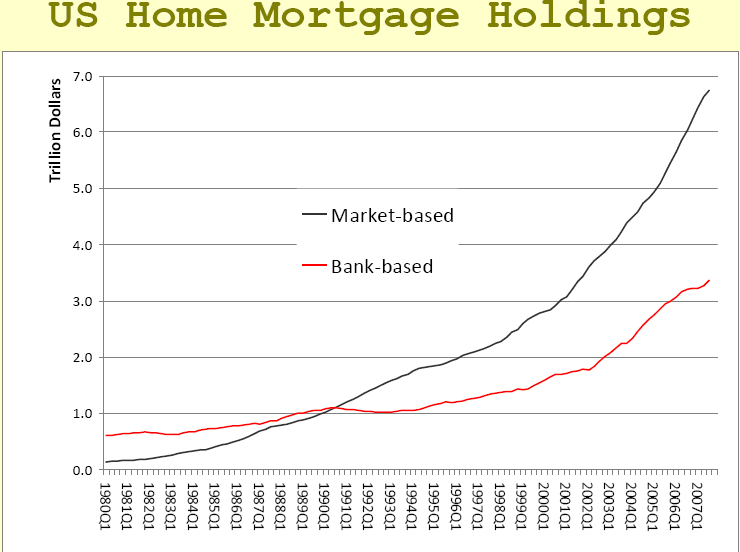 US Home Mortgage Holdings
Trillion Dollars
7.0
6.0
5.0
4.0
3.0
2.0
1.0
0.0
Market-based
Bank-based
1980Q1
1981Q1
1982Q1
1983Q1
1984Q1
1985Q1
1986Q1
1987Q1
1988Q1
1989Q1
1990Q1
1991Q1
1992Q1
1993Q1
1994Q1
1995Q1
1996Q1
1997Q1
1998Q1
1999Q1
2000Q1
2001Q1
2002Q1
2003Q1
2004Q1
2005Q1
2006Q1
2007Q1